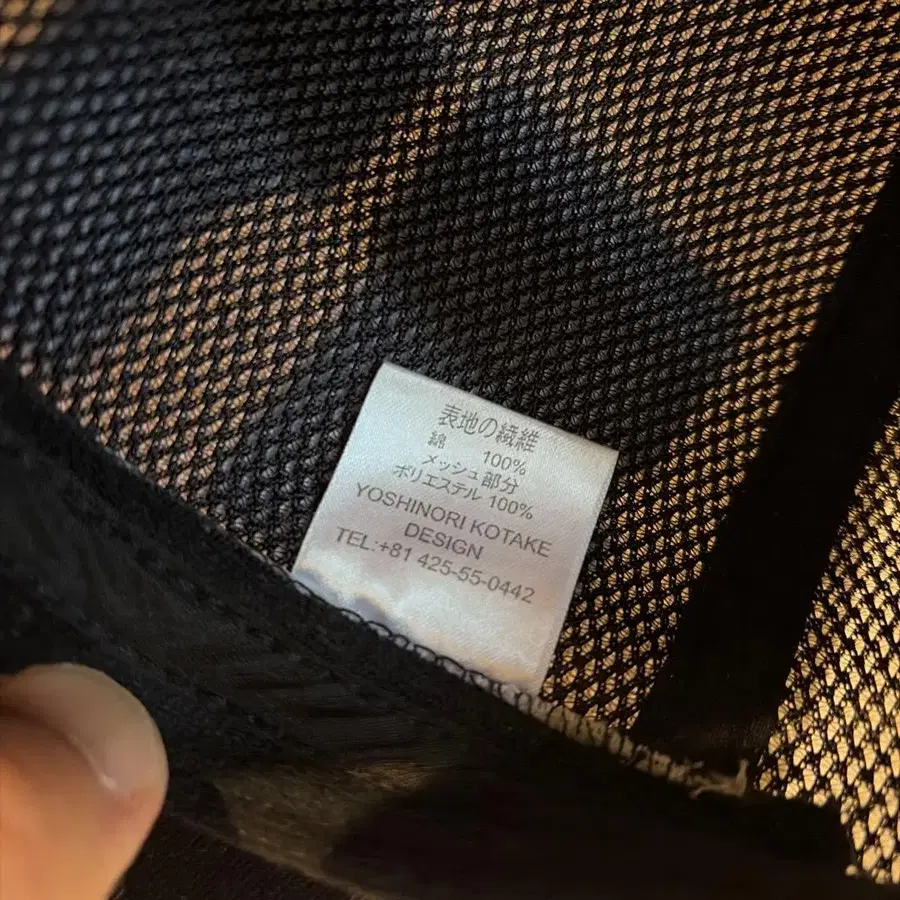 表地の繊維
綿 100%
メッシュ部分
ポリエステル 100%
YOSHINORI KOTAKE
DESIGN
TEL:+81 425-55-0442